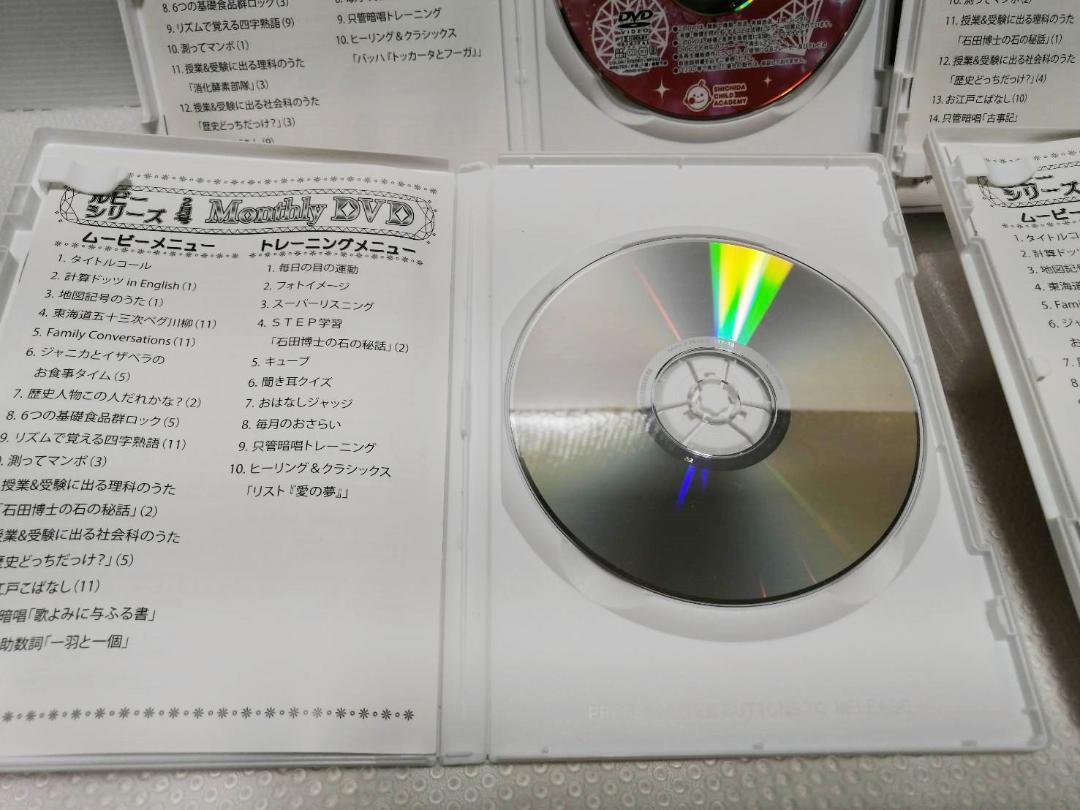 8. 6つの基礎食品群ロック(3)
9. リズムで覚える四字熟語(9)
10. 測ってマンボ(1)
11. 授業&受験に出る理科のうた
「消化酵素部隊」(3)
12. 授業&受験に出る社会科のうた
「歴史どっちだっけ?」(3)
9. 只管暗唱トレーニング
10. ヒーリング&クラシックス
「バッハ『トッカータとフーガ』」
DVD
VIDEO
SHICHIDA
CHILD
ACADEMY
11. 授業&受験に出る理科のうた
「石田博士の石の秘話」(1)
12. 授業&受験に出る社会科のうた
「歴史どっちだっけ?」(4)
13. お江戸こばなし(10)
14. 只管暗唱「古事記」
ルビー
シリーズ 2月号 Monthly DVD
ムービーメニュー
1. タイトルコール
2. 計算ドッツ in English(1)
3. 地図記号のうた(1)
4. 東海道五十三次ペグ川柳(11)
5. Family Conversations(11)
6. ジャニカとイザベラの
お食事タイム(5)
7. 歴史人物この人だれかな?(2)
8. 6つの基礎食品群ロック(5)
9. リズムで覚える四字熟語(11)
測ってマンボ(3)
授業&受験に出る理科のうた
「石田博士の石の秘話」(2)
業&受験に出る社会科のうた
歴史どっちだっけ?」(5)
江戸こばなし(11)
暗唱「歌よみに与ふる書」
助数詞「一羽と一個」
トレーニングメニュー
1. 毎日の目の運動
2. フォトイメージ
3. スーパーリスニング
4. STEP学習
「石田博士の石の秘話」(2)
5. キューブ
6. 聞き耳クイズ
7. おはなしジャッジ
8. 毎月のおさらい
9. 只管暗唱トレーニング
10. ヒーリング&クラシックス
「リスト『愛の夢』」
シリーズ
ムービー
1. タイトルコ
2. 計算ドッ
3. 地図記
4. 東海
5. Fam
6. ジャ
お